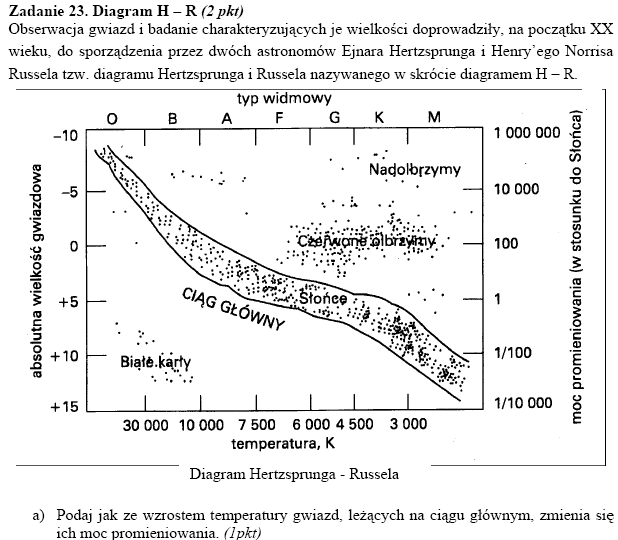 Zadanie 23. Diagram H – R (2 pkt)
Obserwacja gwiazd i badanie charakteryzujących je wielkości doprowadziły, na początku XX
wieku, do sporządzenia przez dwóch astronomów Ejnara Hertzsprunga i Henry’ego Norrisa
Russela tzw. diagramu Hertzsprunga i Russela nazywanego w skrócie diagramem H – R.
typ widmowy
O B A F G K M
absolutna wielkość gwiazdowa
-10
-5
0
+5
+10
+15
1 000 000
10 000
100
1
1/100
1/10 000
moc promieniowania (w stosunku do Słońca)
Nadolbrzymy
Czerwone olbrzymy
Słońce
CIĄG GŁÓWNY
Białe karły
30 000 10 000 7 500 6 000 4 500 3 000
temperatura, K
Diagram Hertzsprunga - Russela
a) Podaj jak ze wzrostem temperatury gwiazd, leżących na ciągu głównym, zmienia się
ich moc promieniowania. (1pkt)